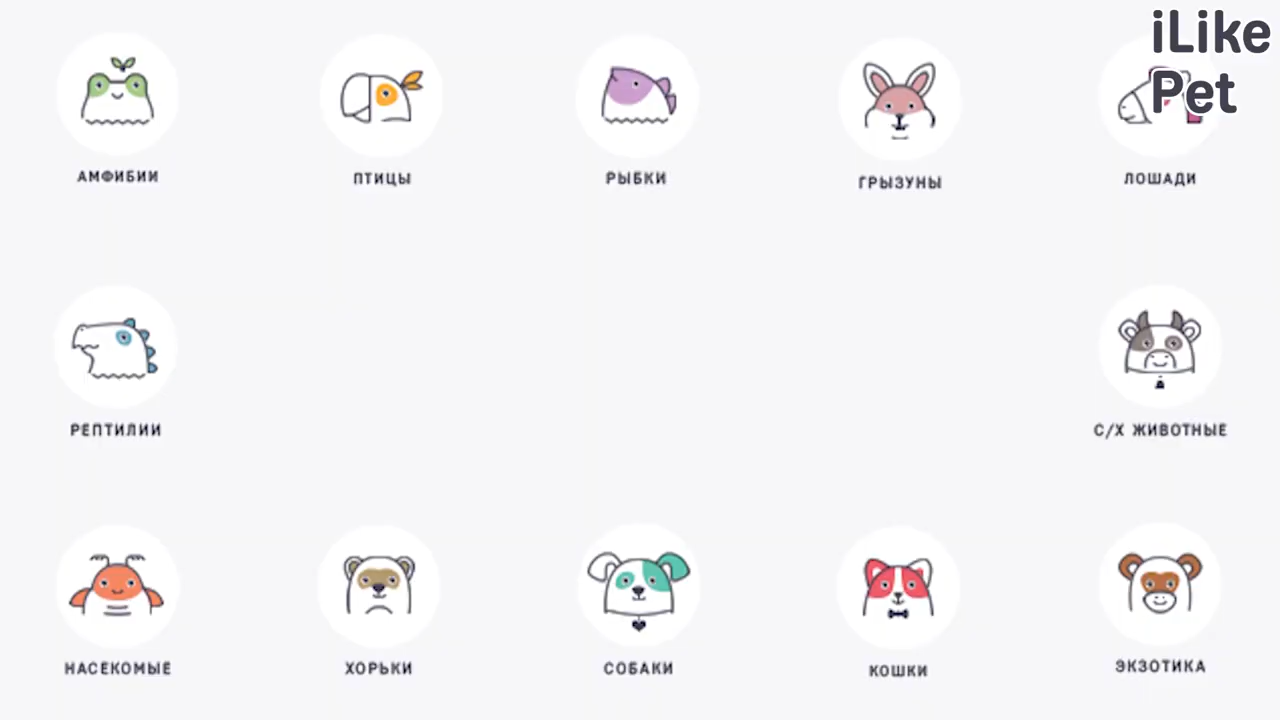 iLike
Pet
АМФИБИИ
ПТИЦЫ
РЫБКИ
ГРЫЗУНЫ
ЛОШАДИ
РЕПТИЛИИ
С/Х ЖИВОТНЫЕ
НАСЕКОМЫЕ
ХОРЬКИ
СОБАКИ
КОШКИ
ЭКЗОТИКА